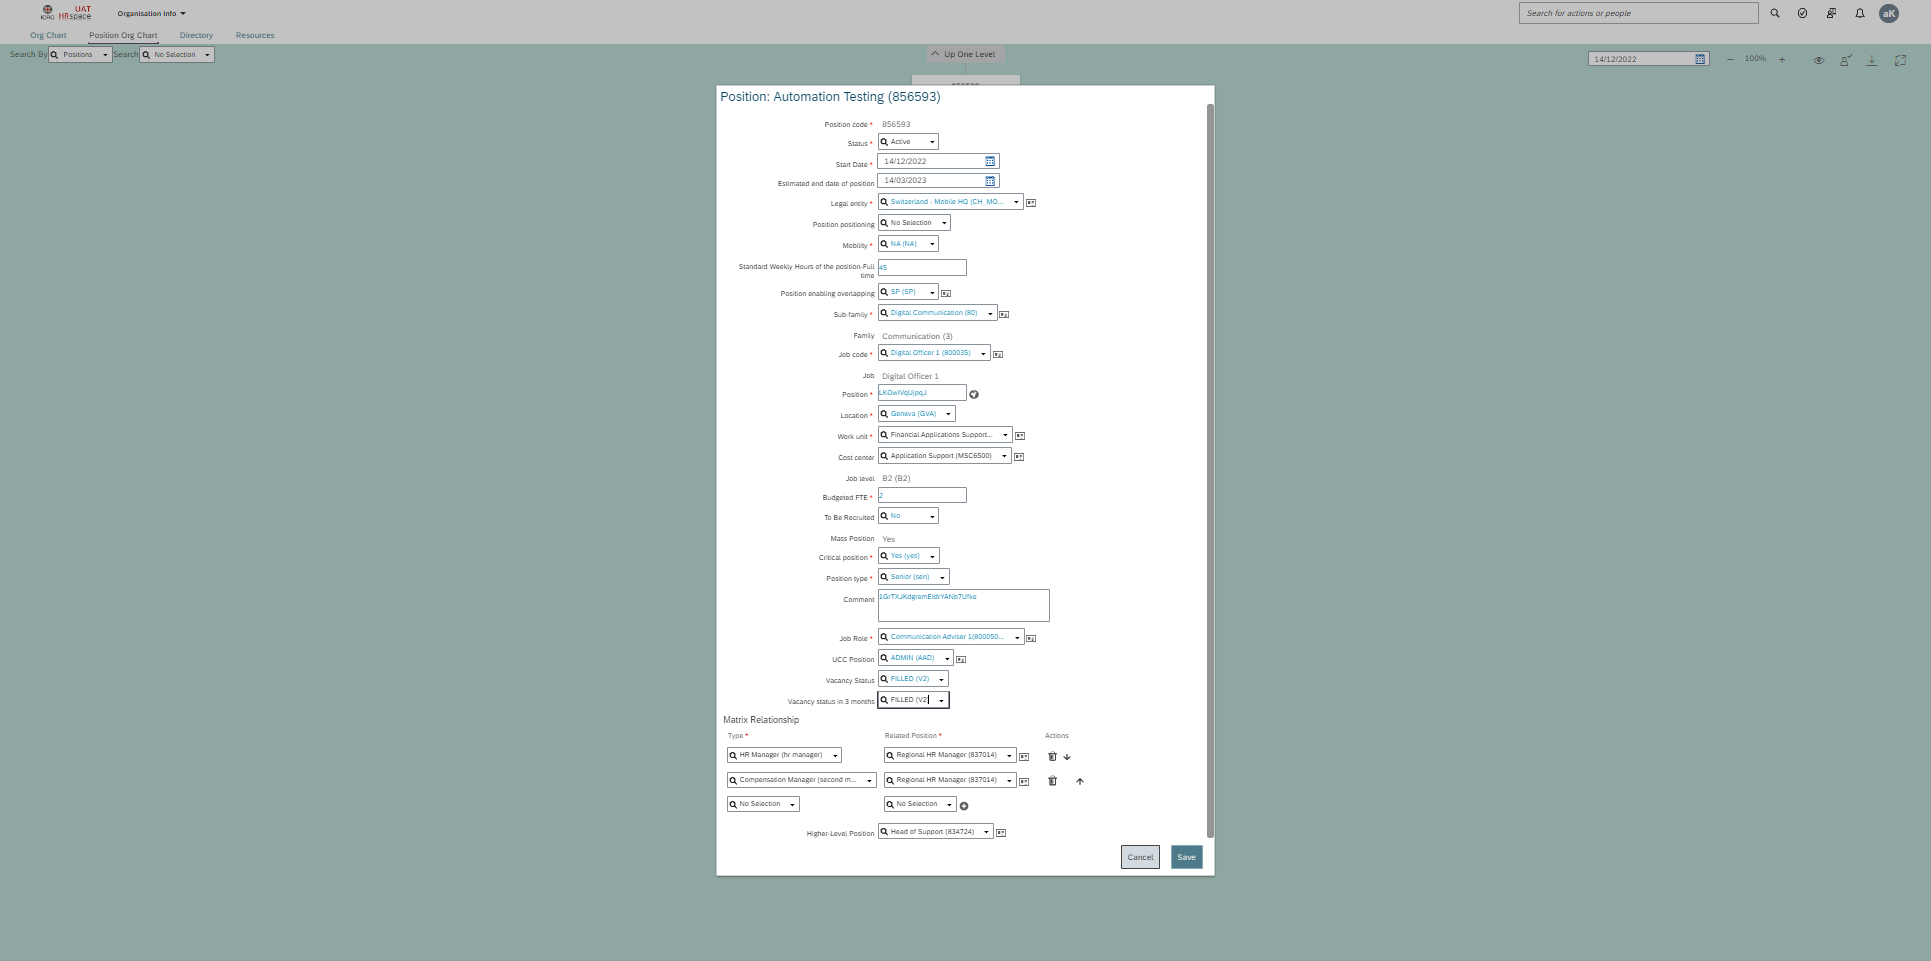 ICRC
UAT
HRspace
Organisation Info
Search for actions or people
aK
Org Chart
Position Org Chart
Directory
Resources
Search By
Positions
Search
No Selection
Up One Level
14/12/2022
100%
Position: Automation Testing (856593)
Position code * 856593
Status * Active
Start Date * 14/12/2022
Estimated end date of position 14/03/2023
Legal entity * Switzerland - Mobile HQ (CH_MO...
Position positioning No Selection
Mobility * NA (NA)
Standard Weekly Hours of the position-Full time 45
Position enabling overlapping SP (SP)
Sub-family * Digital Communication (80)
Family Communication (3)
Job code * Digital Officer 1 (800035)
Job Digital Officer 1
Position *
Location * Geneva (GVA)
Work unit * Financial Applications Support...
Cost center Application Support (MSC6500)
Job level B2 (B2)
Budgeted FTE * 2
To Be Recruited No
Mass Position Yes
Critical position * Yes (yes)
Position type * Senior (sen)
Comment
Job Role * Communication Adviser 1(800050...
UCC Position ADMIN (AAD)
Vacancy Status FILLED (V2)
Vacancy status in 3 months FILLED (V2)
Matrix Relationship
Type * Related Position * Actions
HR Manager (hr manager) Regional HR Manager (837014)
Compensation Manager (second m... Regional HR Manager (837014)
No Selection No Selection
Higher-Level Position Head of Support (834724)
Cancel Save